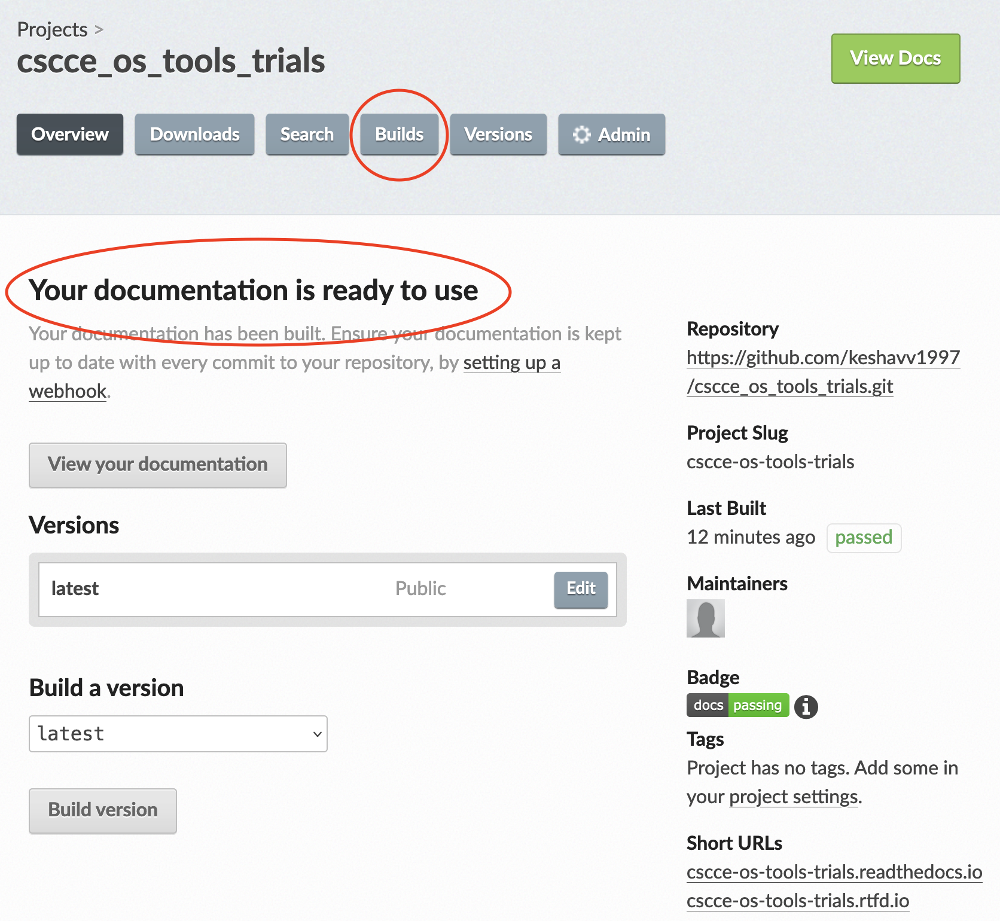 Projects >
cscce_os_tools_trials
View Docs
Overview
Downloads
Search
Builds
Versions
Admin
Your documentation is ready to use
Your documentation has been built. Ensure your documentation is kept
up to date with every commit to your repository, by setting up a
webhook.
View your documentation
Versions
latest
Public
Edit
Build a version
latest
Build version
Repository
https://github.com/keshavv1997
/cscce_os_tools_trials.git
Project Slug
cscce-os-tools-trials
Last Built
12 minutes ago passed
Maintainers
Badge
docs passing
Tags
Project has no tags. Add some in
your project settings.
Short URLs
cscce-os-tools-trials.readthedocs.io
cscce-os-tools-trials.rtfd.io